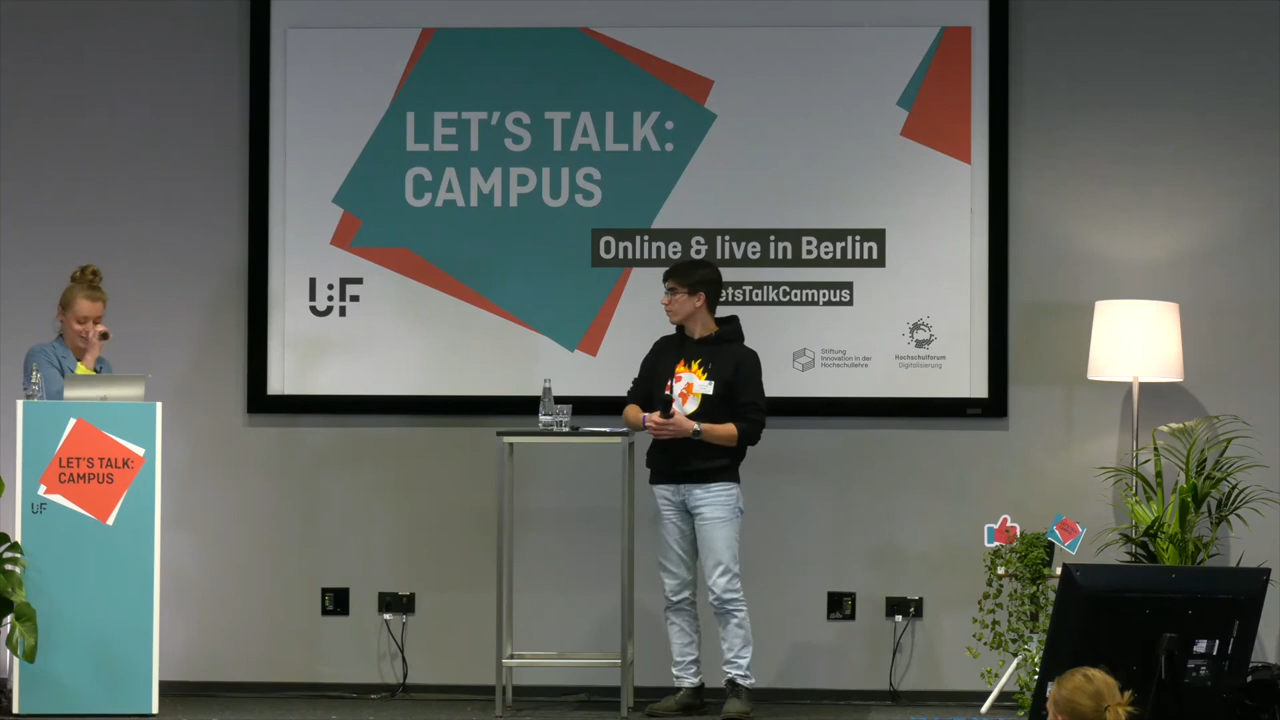 LET'S TALK:
CAMPUS
Online & live in Berlin
etsTalkCampus
U:F
Stiftung
Innovation in der
Hochschullehre
Hochschulforum
Digitalisierung
LET'S TALK:
CAMPUS
U:F